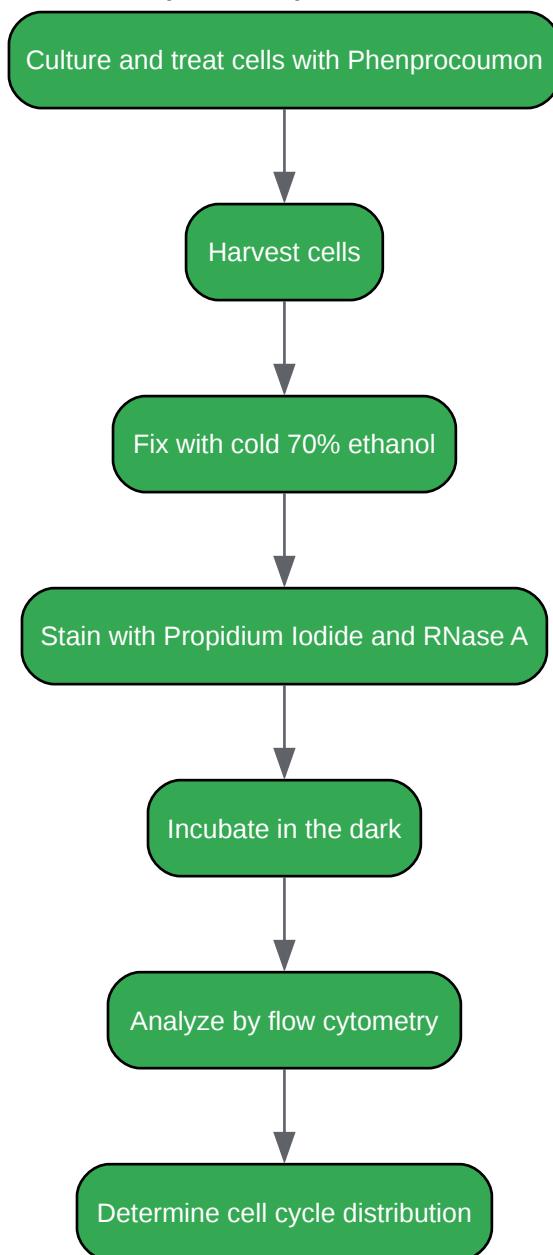 Culture and treat cells with Phenprocoumon
Harvest cells
Fix with cold 70% ethanol
Stain with Propidium Iodide and RNase A
Incubate in the dark
Analyze by flow cytometry
Determine cell cycle distribution